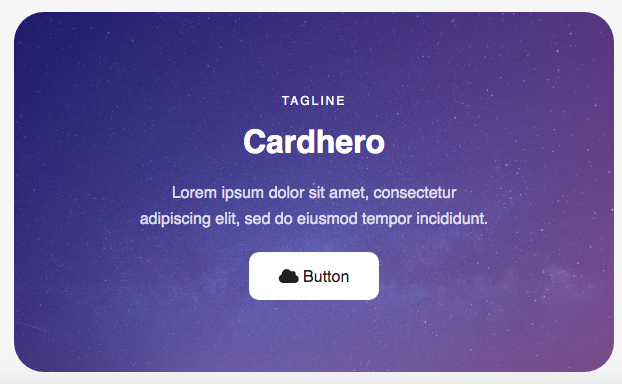 TAGLINE
Cardhero
Lorem ipsum dolor sit amet, consectetur
adipiscing elit, sed do eiusmod tempor incididunt.
Button